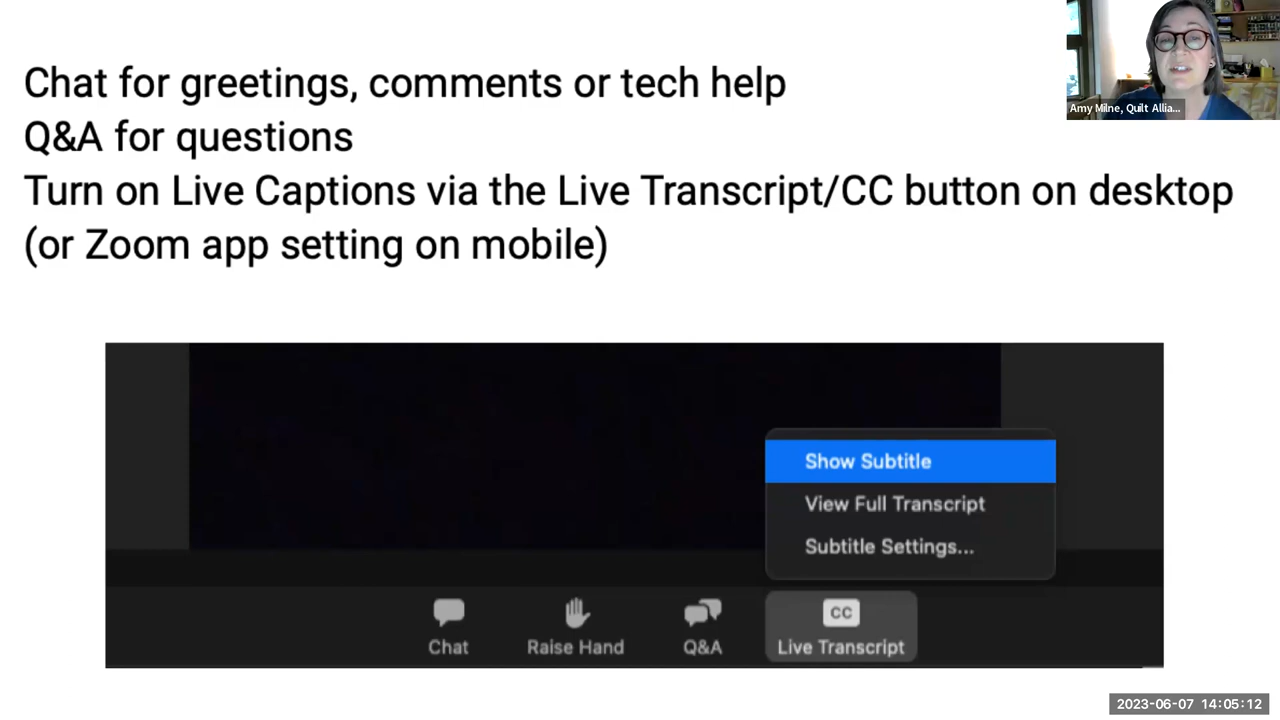 Chat for greetings, comments or tech help
Q&A for questions
Turn on Live Captions via the Live Transcript/CC button on desktop
(or Zoom app setting on mobile)
Amy Milne, Quilt Allia...
Show Subtitle
View Full Transcript
Subtitle Settings...
CC
Chat
Raise Hand
Q&A
Live Transcript
2023-06-07 14:05:12